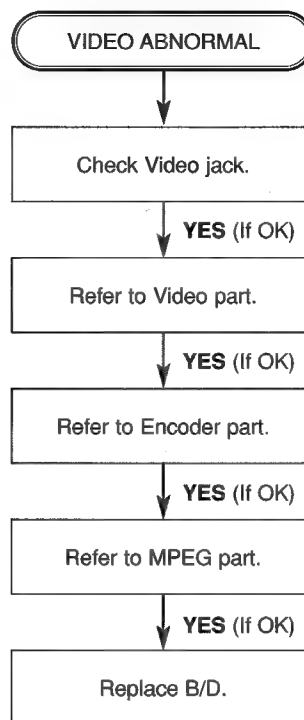 VIDEO ABNORMAL
Check Video jack.
YES (If OK)
Refer to Video part.
YES (If OK)
Refer to Encoder part.
YES (If OK)
Refer to MPEG part.
YES (If OK)
Replace B/D.